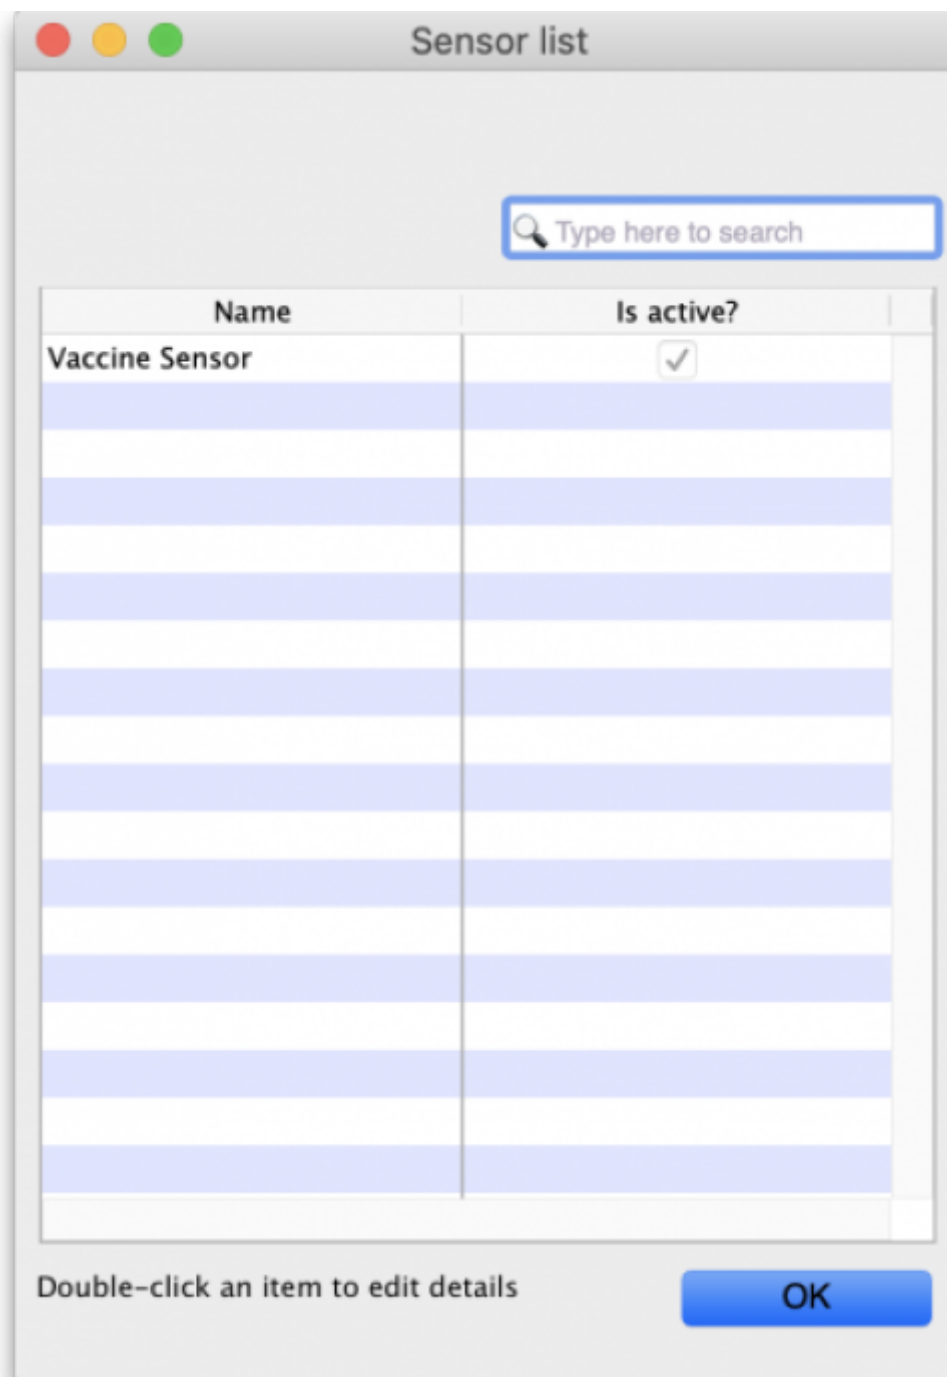 Sensor list
Type here to search
Name Is active?
Vaccine Sensor
Double-click an item to edit details
OK